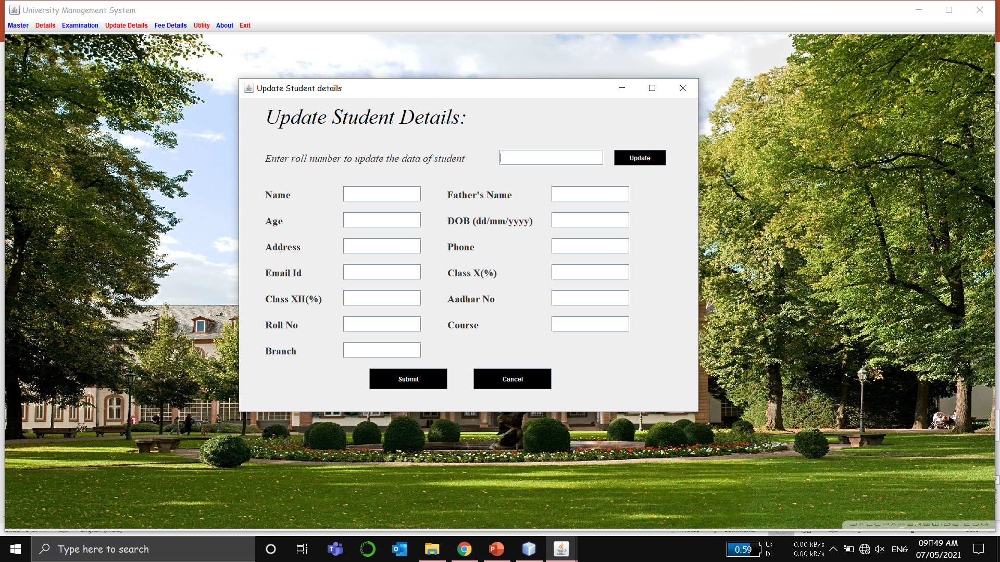 University Management System
Master Details Examination Update Details Fee Details Utility About Exit
Update Student details
Update Student Details:
Enter roll number to update the data of student
Update
Name
Father's Name
Age
DOB (dd/mm/yyyy)
Address
Phone
Email Id
Class X(%)
Class XII(%)
Aadhar No
Roll No
Course
Branch
Submit
Cancel
Type here to search
0.59
U: 0.00 kB/s
D: 0.00 kB/s
ENG
09▯49 AM
07/05/2021